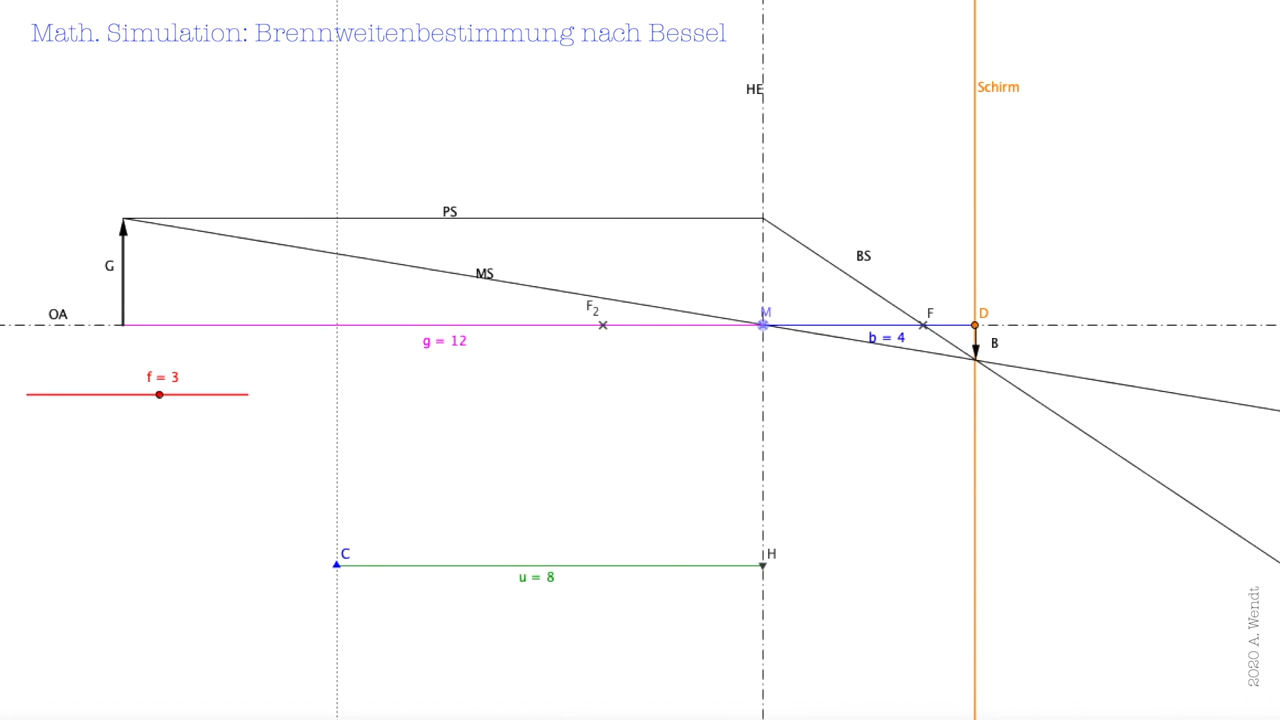 Math. Simulation: Brennweitenbestimmung nach Bessel
HE
Schirm
PS
BS
G
MS
OA
F₂
M
F
D
g = 12
b = 4
B
f = 3
C
H
u = 8
2020 A. Wendt